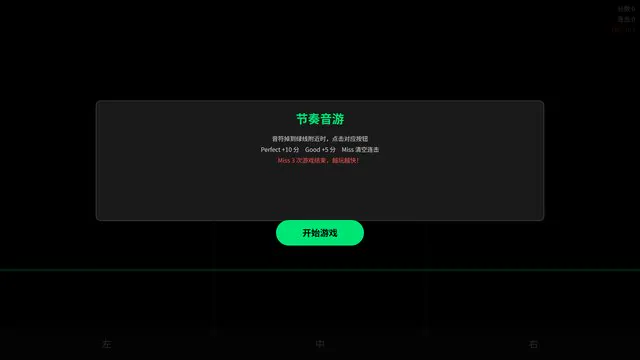 节奏音游
音符掉到绿线附近时，点击对应按钮
Perfect +10 分 Good +5 分 Miss 清空连击
Miss 3 次游戏结束，越玩越快！
开始游戏
左 中 右